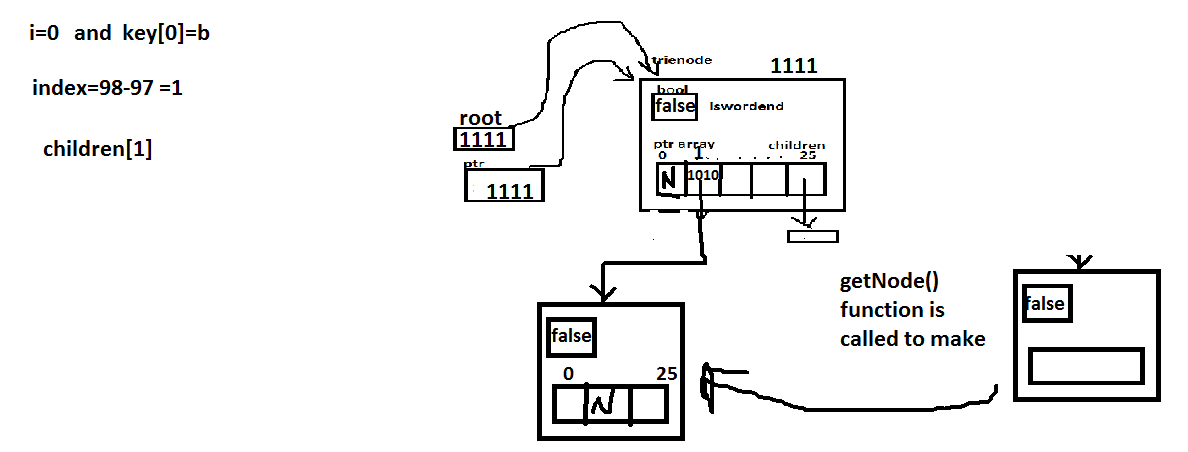 i=0 and key[0]=b
index=98-97 =1
children[1]
trienode 1111
bool
false Iswordend
root
1111
ptr array children
0 1 . . . . . . 25
N 1010
ptr
1111
getNode()
function is
called to make
false
false
0 25
N